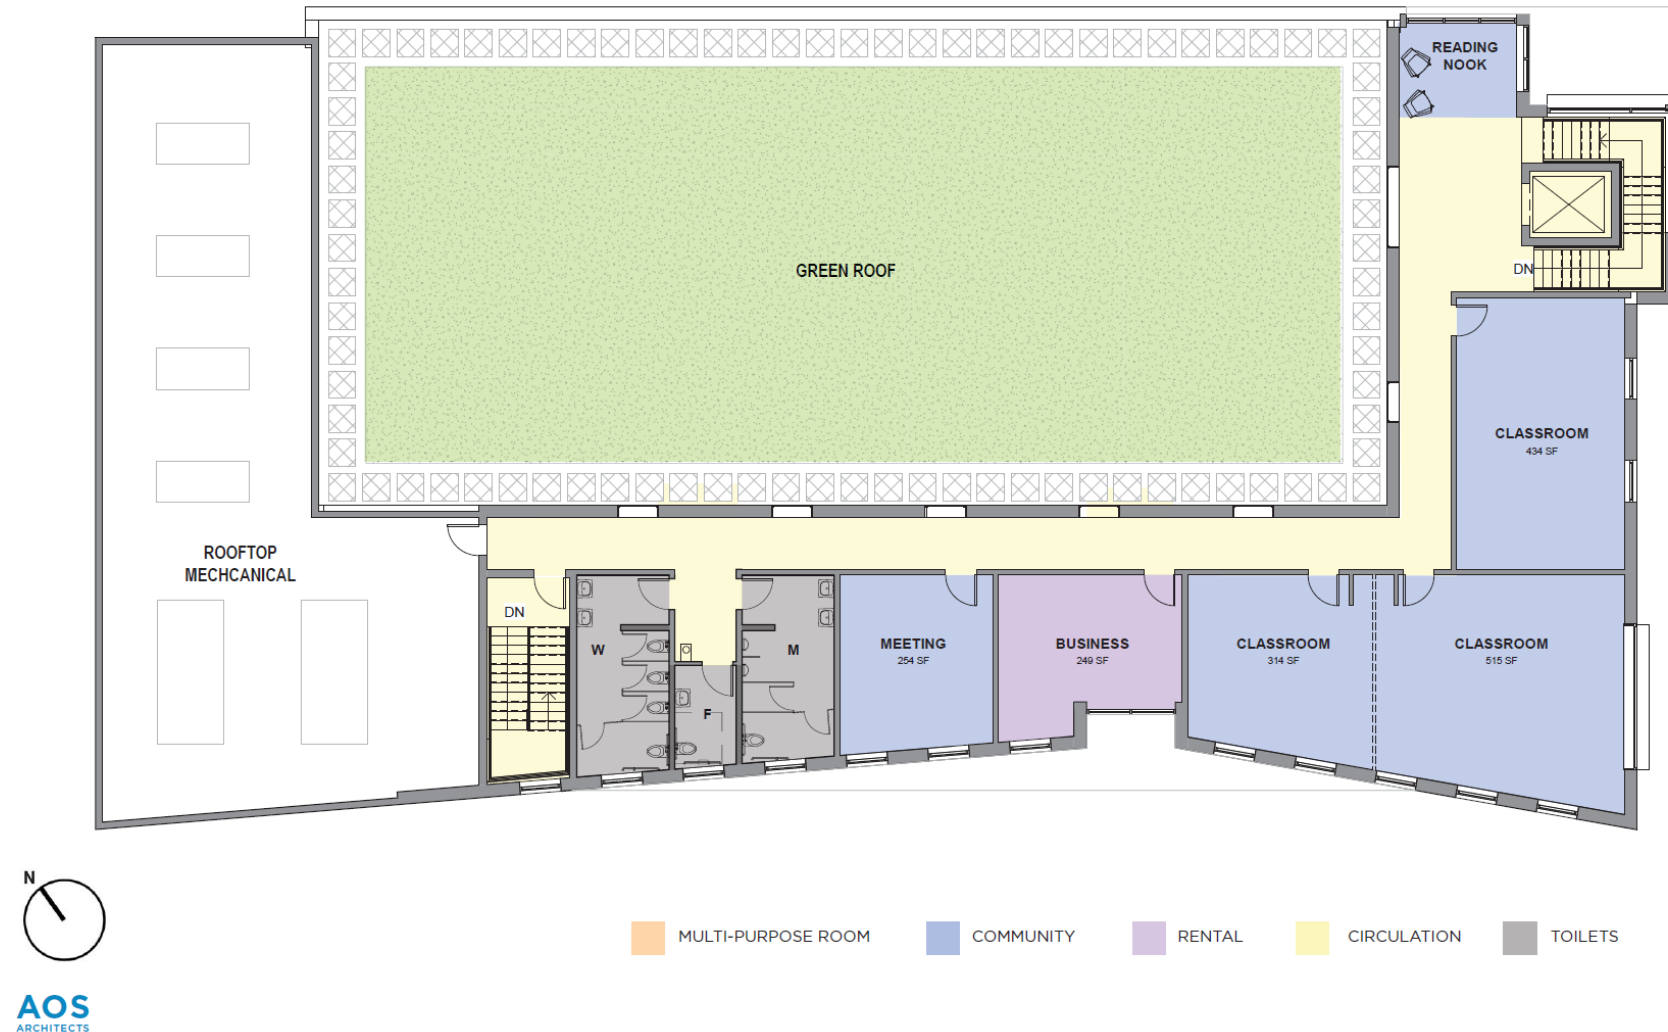 READING
NOOK
DN
GREEN ROOF
CLASSROOM
434 SF
ROOFTOP
MECHCANICAL
DN
W
F
M
MEETING
254 SF
BUSINESS
249 SF
CLASSROOM
314 SF
CLASSROOM
515 SF
N
MULTI-PURPOSE ROOM
COMMUNITY
RENTAL
CIRCULATION
TOILETS
AOS
ARCHITECTS